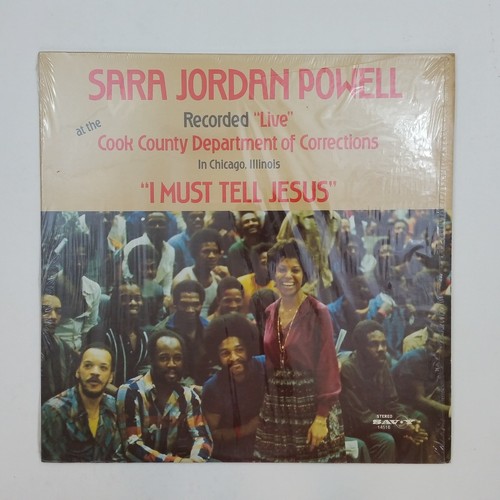 SARA JORDAN POWELL
Recorded "Live"
at the
Cook County Department of Corrections
In Chicago, Illinois
"I MUST TELL JESUS"
STEREO
SAVOY